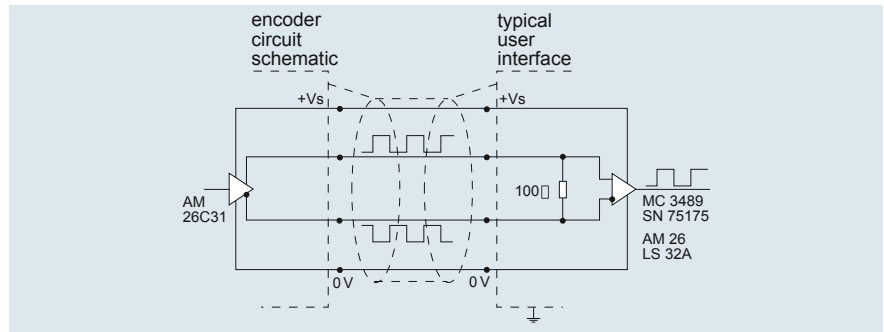 encoder
circuit
schematic
typical
user
interface
+Vs
+Vs
100
AM
26C31
MC 3489
SN 75175
AM 26
LS 32A
0 V
0 V